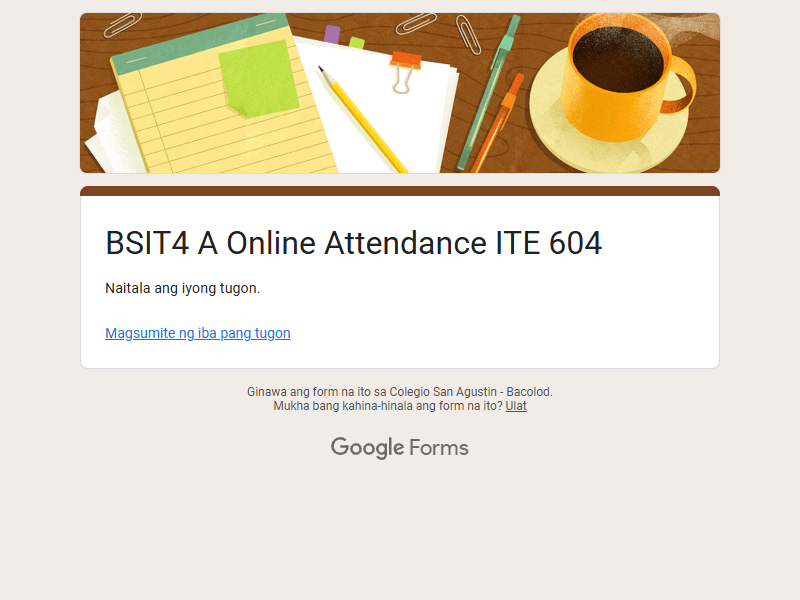 BSIT4 A Online Attendance ITE 604
Naitala ang iyong tugon.
Magsumite ng iba pang tugon
Ginawa ang form na ito sa Colegio San Agustin - Bacolod.
Mukha bang kahina-hinala ang form na ito? Ulat
Google Forms